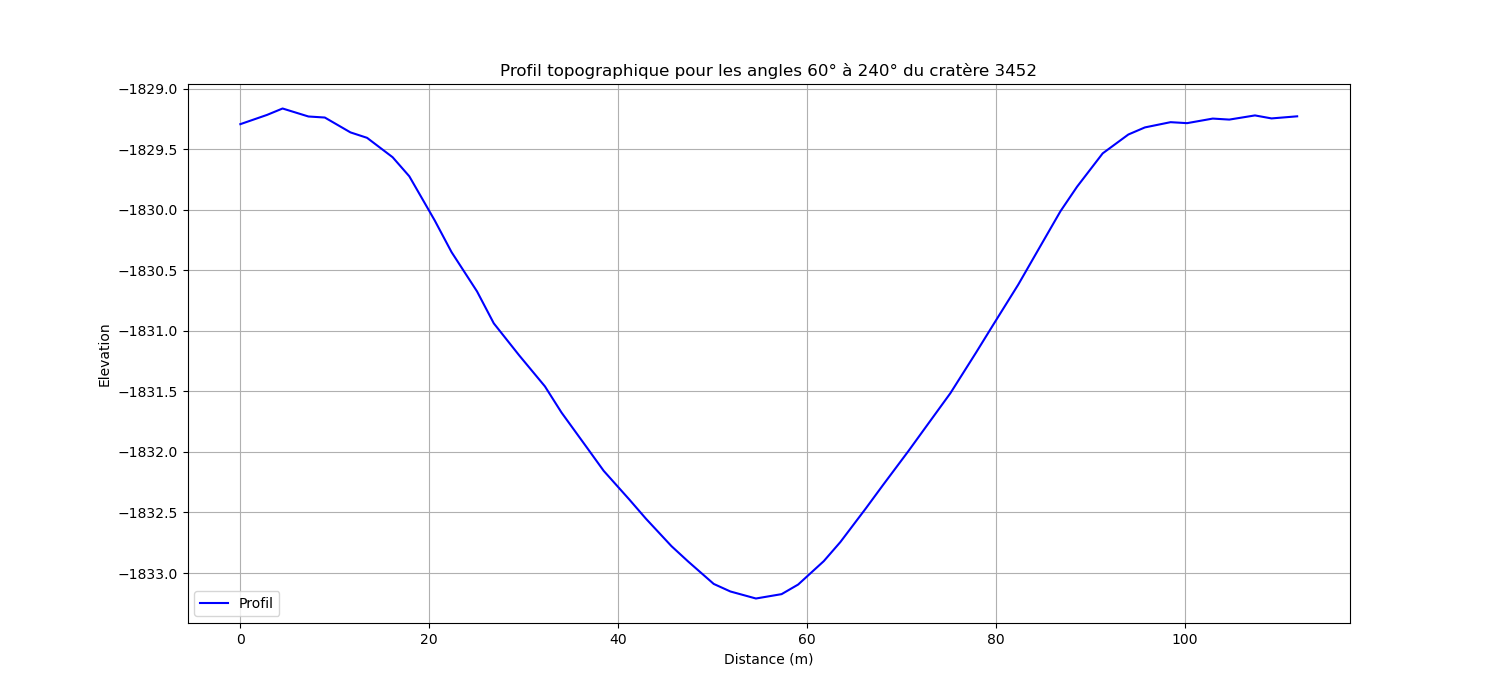 Profil topographique pour les angles 60° à 240° du cratère 3452
−1829.0
−1829.5
−1830.0
−1830.5
−1831.0
−1831.5
−1832.0
−1832.5
−1833.0
Elevation
Profil
0 20 40 60 80 100
Distance (m)